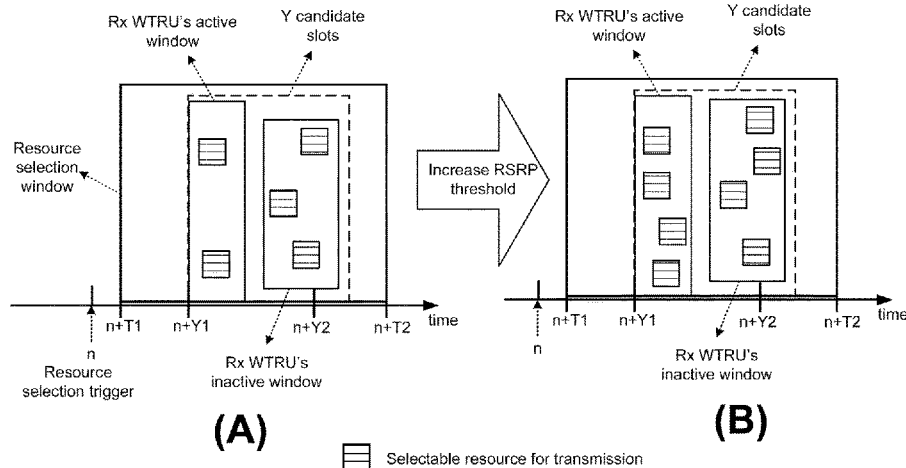 Rx WTRU's active
window
Y candidate
slots
Resource
selection
window
n+T1
n+Y1
n+Y2
n+T2
time
n
Resource
selection trigger
Rx WTRU's
inactive window
(A)
Increase RSRP
threshold
Rx WTRU's active
window
Y candidate
slots
n+T1
n+Y1
n+Y2
n+T2
time
n
Rx WTRU's
inactive window
(B)
Selectable resource for transmission